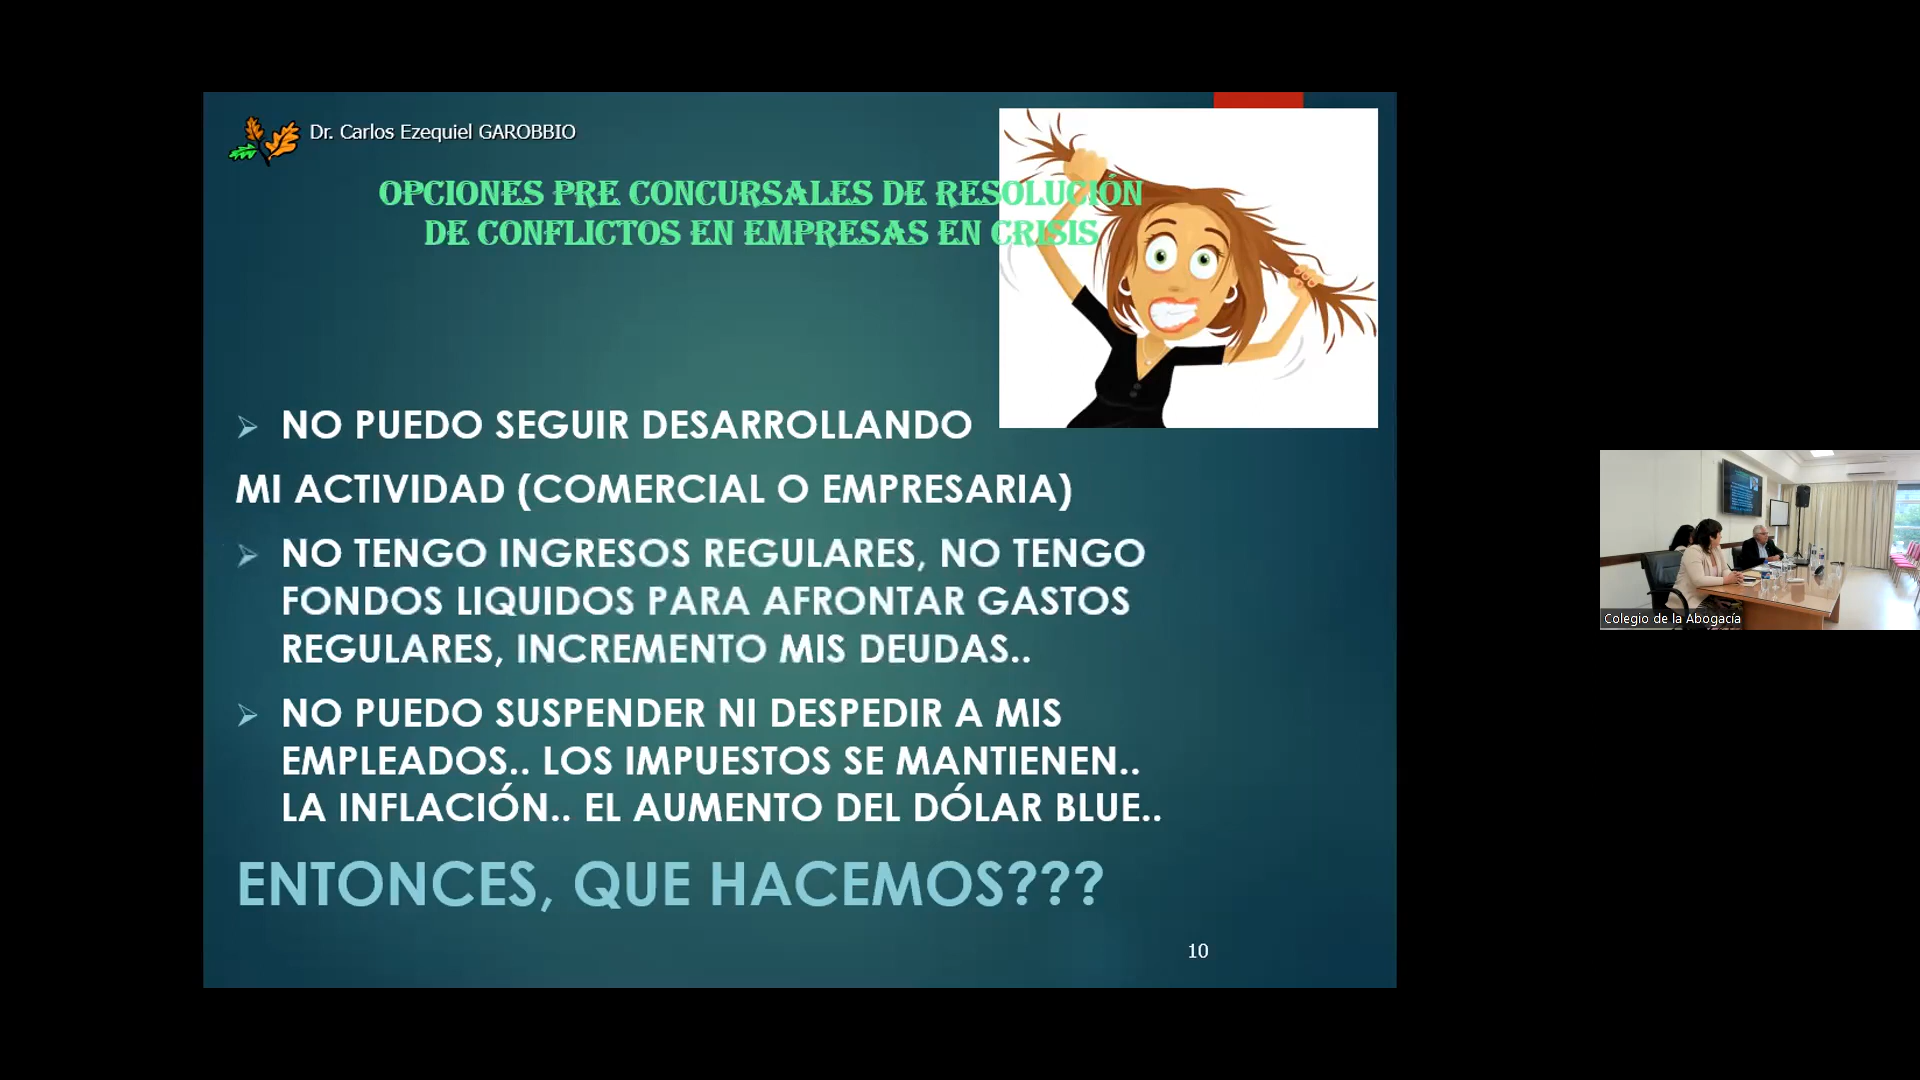 Dr. Carlos Ezequiel GAROBBIO
OPCIONES PRE CONCURSALES DE RESOLUCIÓN
DE CONFLICTOS EN EMPRESAS EN CRISIS
NO PUEDO SEGUIR DESARROLLANDO
MI ACTIVIDAD (COMERCIAL O EMPRESARIA)
NO TENGO INGRESOS REGULARES, NO TENGO
FONDOS LIQUIDOS PARA AFRONTAR GASTOS
REGULARES, INCREMENTO MIS DEUDAS..
NO PUEDO SUSPENDER NI DESPEDIR A MIS
EMPLEADOS.. LOS IMPUESTOS SE MANTIENEN..
LA INFLACIÓN.. EL AUMENTO DEL DÓLAR BLUE..
ENTONCES, QUE HACEMOS???
10
Colegio de la Abogacía